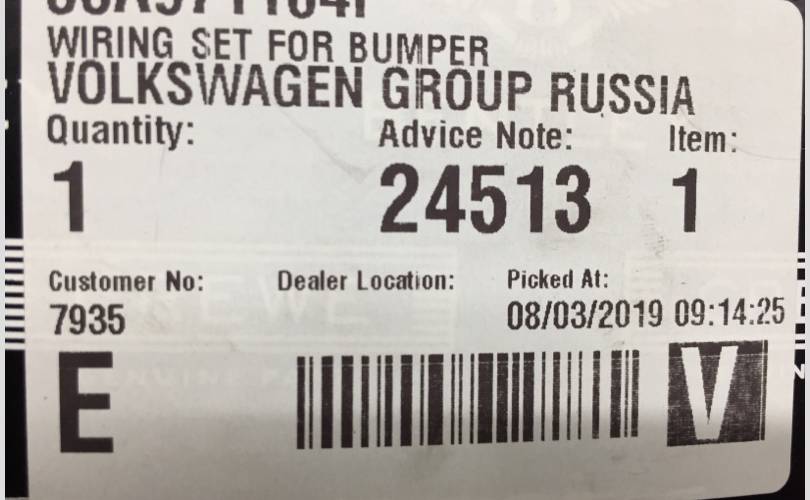 WIRING SET FOR BUMPER
VOLKSWAGEN GROUP RUSSIA
Quantity: Advice Note: Item:
1 24513 1
Customer No: Dealer Location: Picked At:
7935 08/03/2019 09:14:25
E V